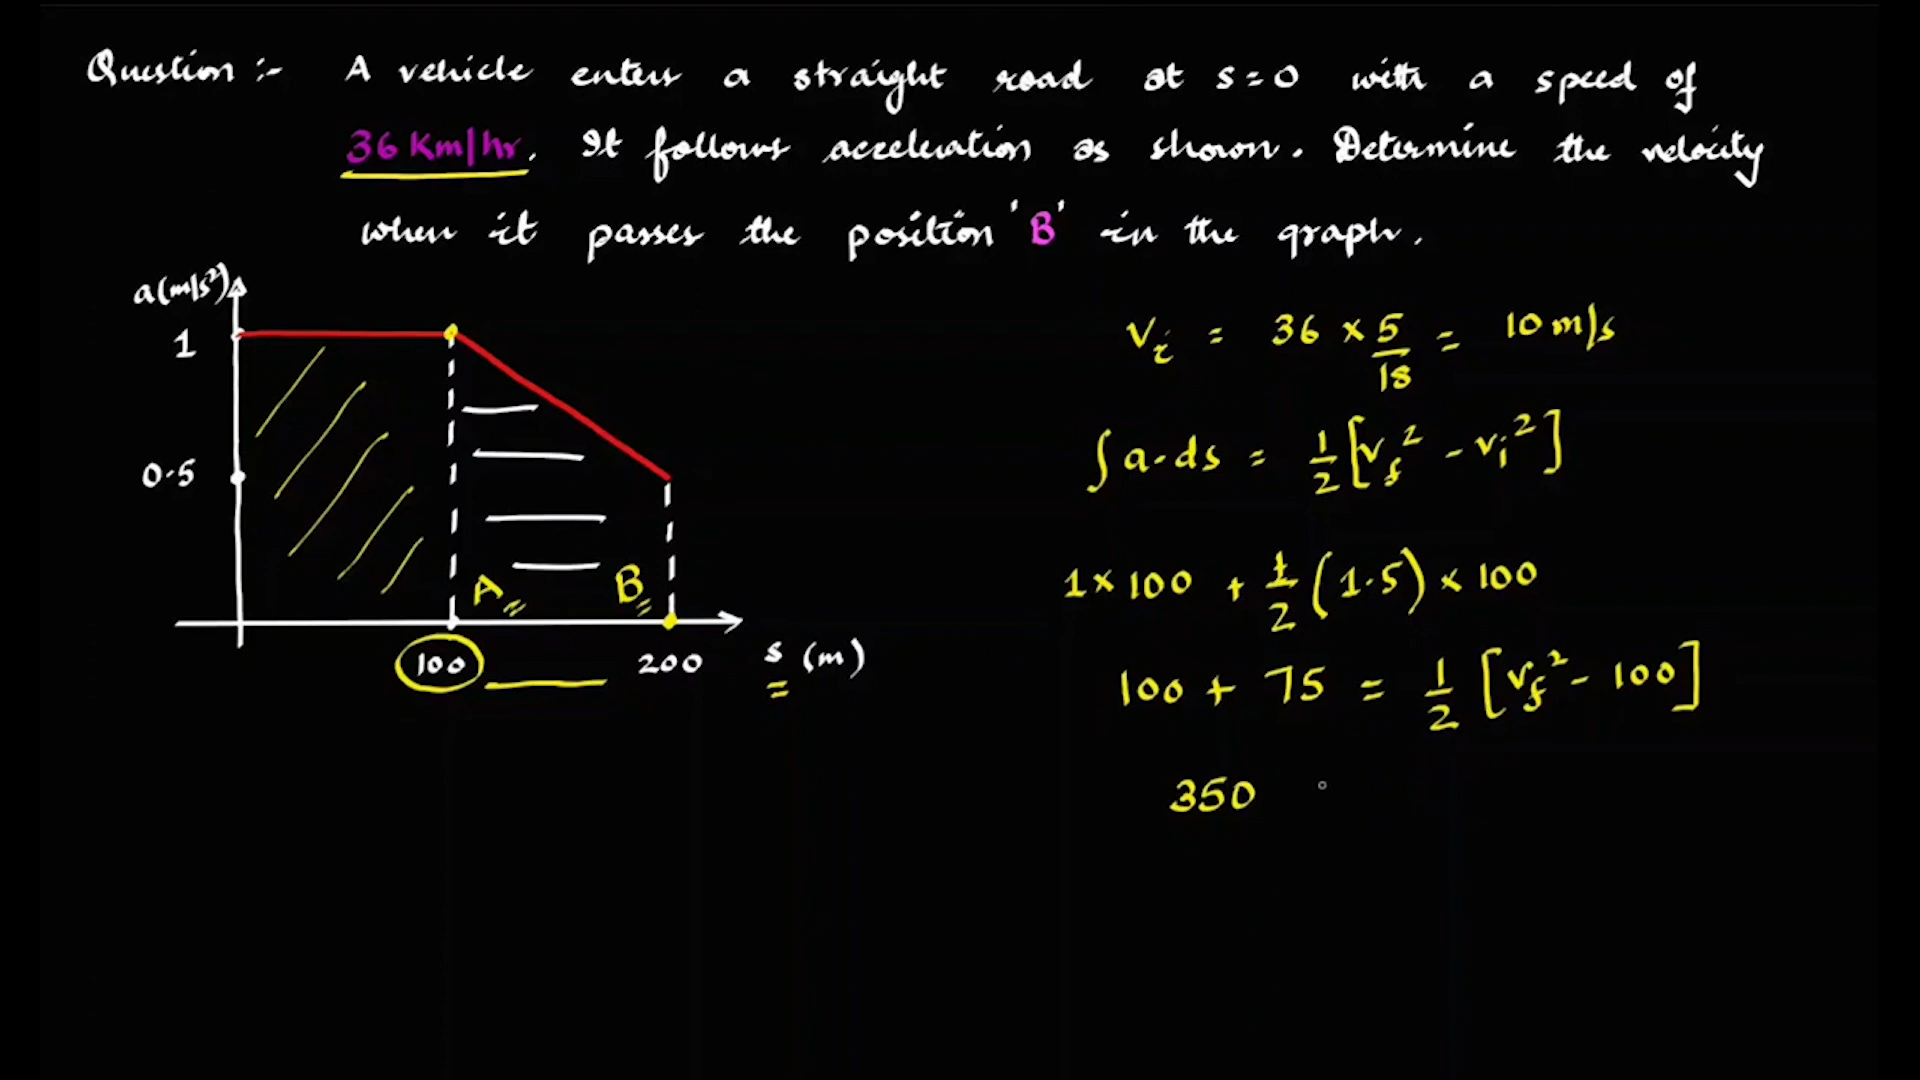 Question :- A vehicle enters a straight road at s=0 with a speed of
36 Km/hr. It follows acceleration as shown. Determine the velocity
when it passes the position 'B' in the graph.
a(m/s²)
1
0.5
A
B
100
200
s (m)
Vi = 36 × 5/18 = 10 m/s
∫a.ds = 1/2 [Vf² - Vi²]
1×100 + 1/2 (1.5) × 100
100 + 75 = 1/2 [Vf² - 100]
350